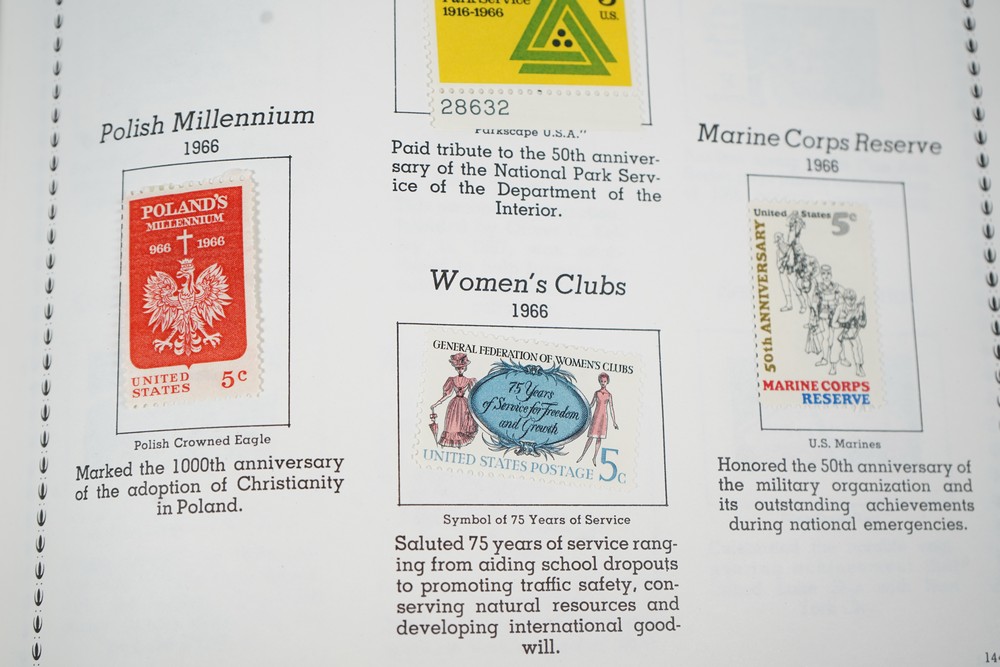 Park Service
1916-1966
5
U.S.
28632
Parkscape U.S.A."
Paid tribute to the 50th anniver-
sary of the National Park Serv-
ice of the Department of the
Interior.
Polish Millennium
1966
POLAND'S
MILLENNIUM
966 1966
UNITED
STATES 5c
Polish Crowned Eagle
Marked the 1000th anniversary
of the adoption of Christianity
in Poland.
Women's Clubs
1966
GENERAL FEDERATION OF WOMEN'S CLUBS
75 Years
of Service for Freedom
and Growth
UNITED STATES POSTAGE 5c
Symbol of 75 Years of Service
Saluted 75 years of service rang-
ing from aiding school dropouts
to promoting traffic safety, con-
serving natural resources and
developing international good-
will.
Marine Corps Reserve
1966
United States 5c
50th ANNIVERSARY
MARINE CORPS
RESERVE
U.S. Marines
Honored the 50th anniversary of
the military organization and
its outstanding achievements
during national emergencies.